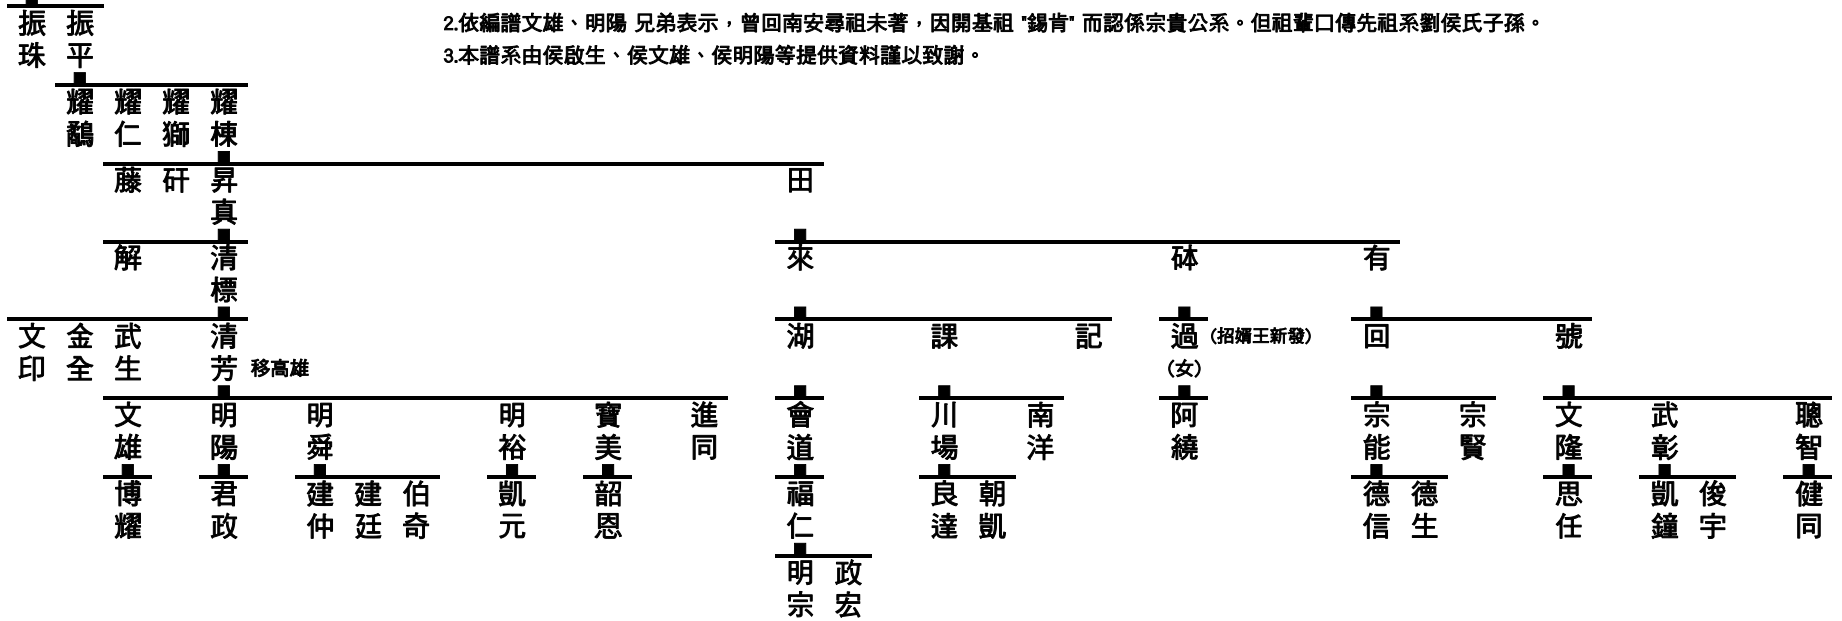 2.依編譜文雄、明陽 兄弟表示，曾回南安尋祖未著，因開基祖 "錫肯" 而認係宗貴公系。但祖輩口傳先祖系劉侯氏子孫。
3.本譜系由侯啟生、侯文雄、侯明陽等提供資料謹以致謝。
振珠 振平
耀鷸 耀仁 耀獅 耀棟
藤 矸 昇真 田
解 清標 來 砵 有
文印 金全 武生 清芳 移高雄 湖 課 記 過（女） （招婿王新發） 回 號
文雄 明陽 明舜 明裕 寶美 進同 會道 川場 南洋 阿繞 宗能 宗賢 文隆 武彰 聰智
博耀 君政 建仲 建廷 伯奇 凱元 韶恩 福仁 良達 朝凱 德信 德生 思任 凱鐘 俊宇 健同
明宗 政宏